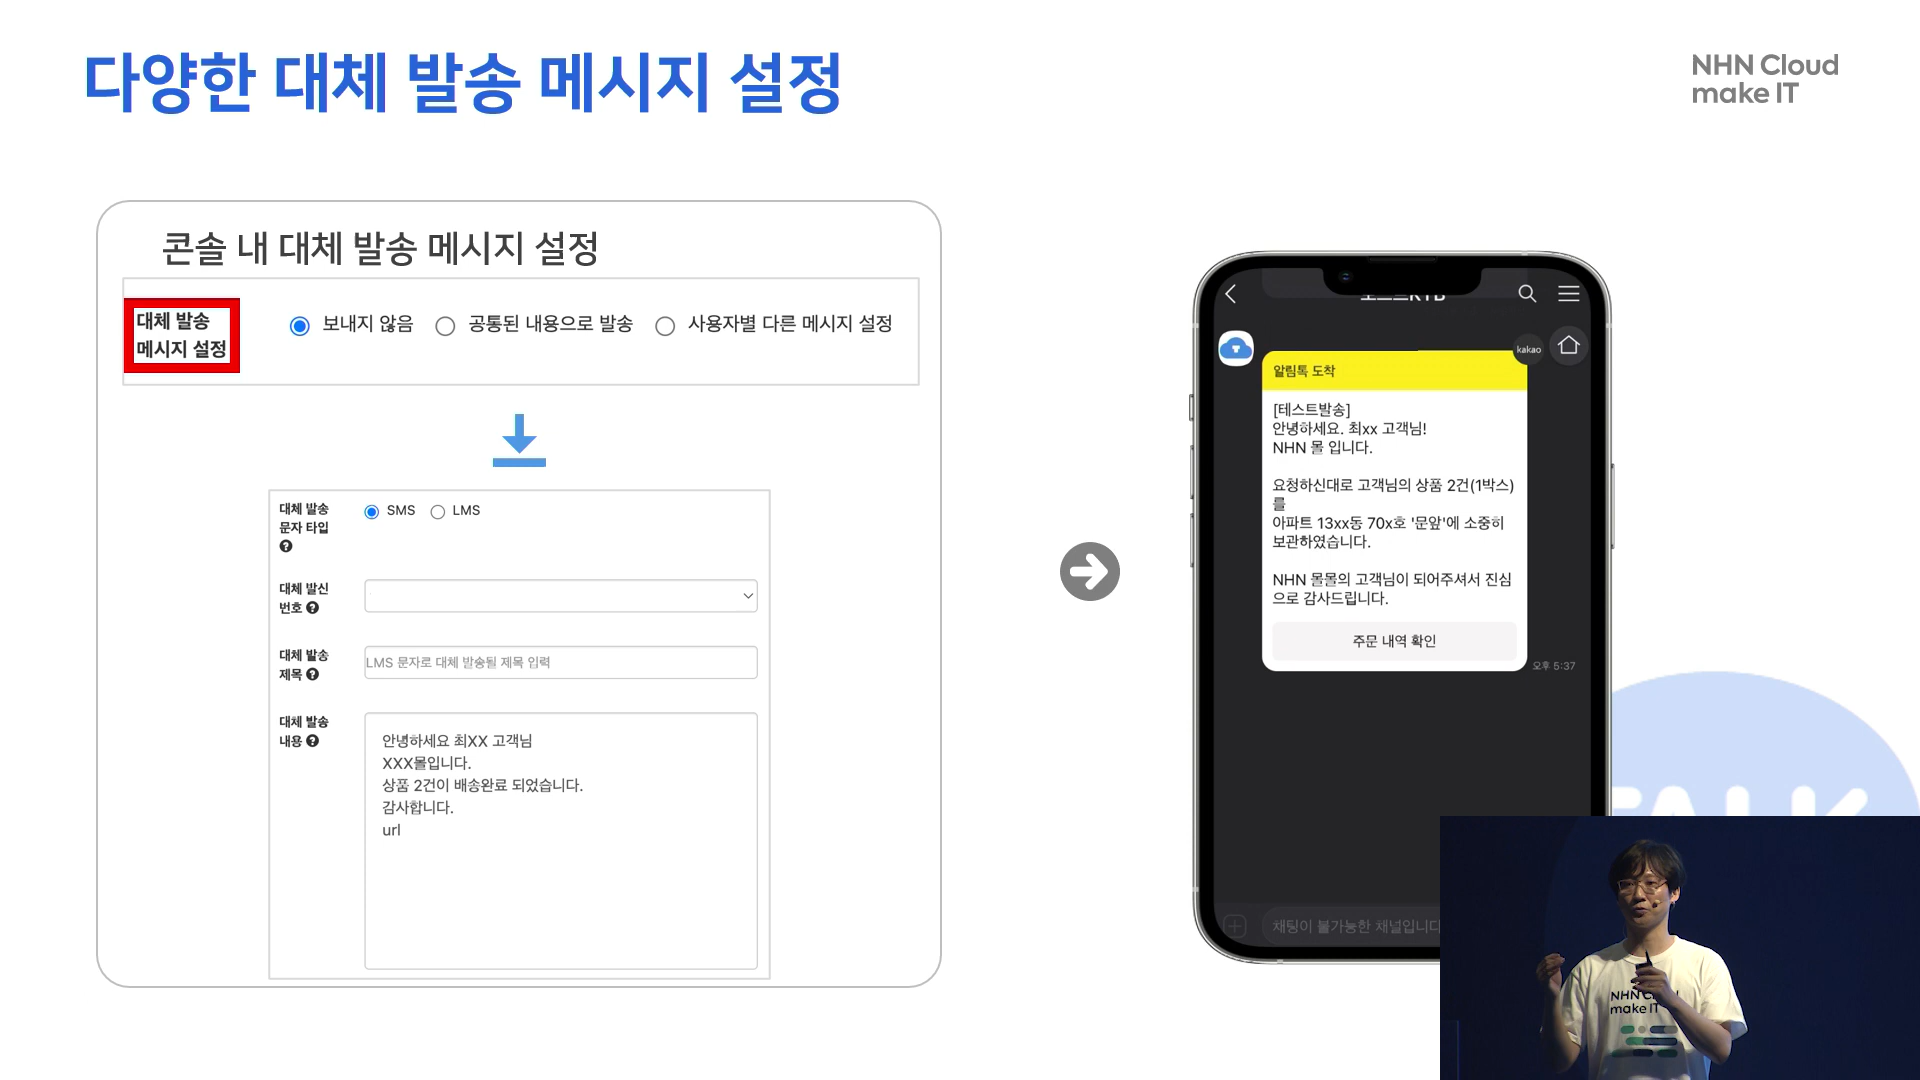 다양한 대체 발송 메시지 설정
NHN Cloud
make IT
콘솔 내 대체 발송 메시지 설정
대체 발송
메시지 설정
보내지 않음
공통된 내용으로 발송
사용자별 다른 메시지 설정
대체 발송
문자 타입
SMS
LMS
대체 발신
번호
대체 발송
제목
LMS 문자로 대체 발송될 제목 입력
대체 발송
내용
안녕하세요 최XX 고객님
XXX몰입니다.
상품 2건이 배송완료 되었습니다.
감사합니다.
url
kakao
알림톡 도착
[테스트발송]
안녕하세요. 최xx 고객님!
NHN 몰 입니다.
요청하신대로 고객님의 상품 2건(1박스)
를
아파트 13xx동 70x호 '문앞'에 소중히
보관하였습니다.
NHN 몰몰의 고객님이 되어주셔서 진심
으로 감사드립니다.
주문 내역 확인
오후 5:37
채팅이 불가능한 채널입니다
TALK
make IT